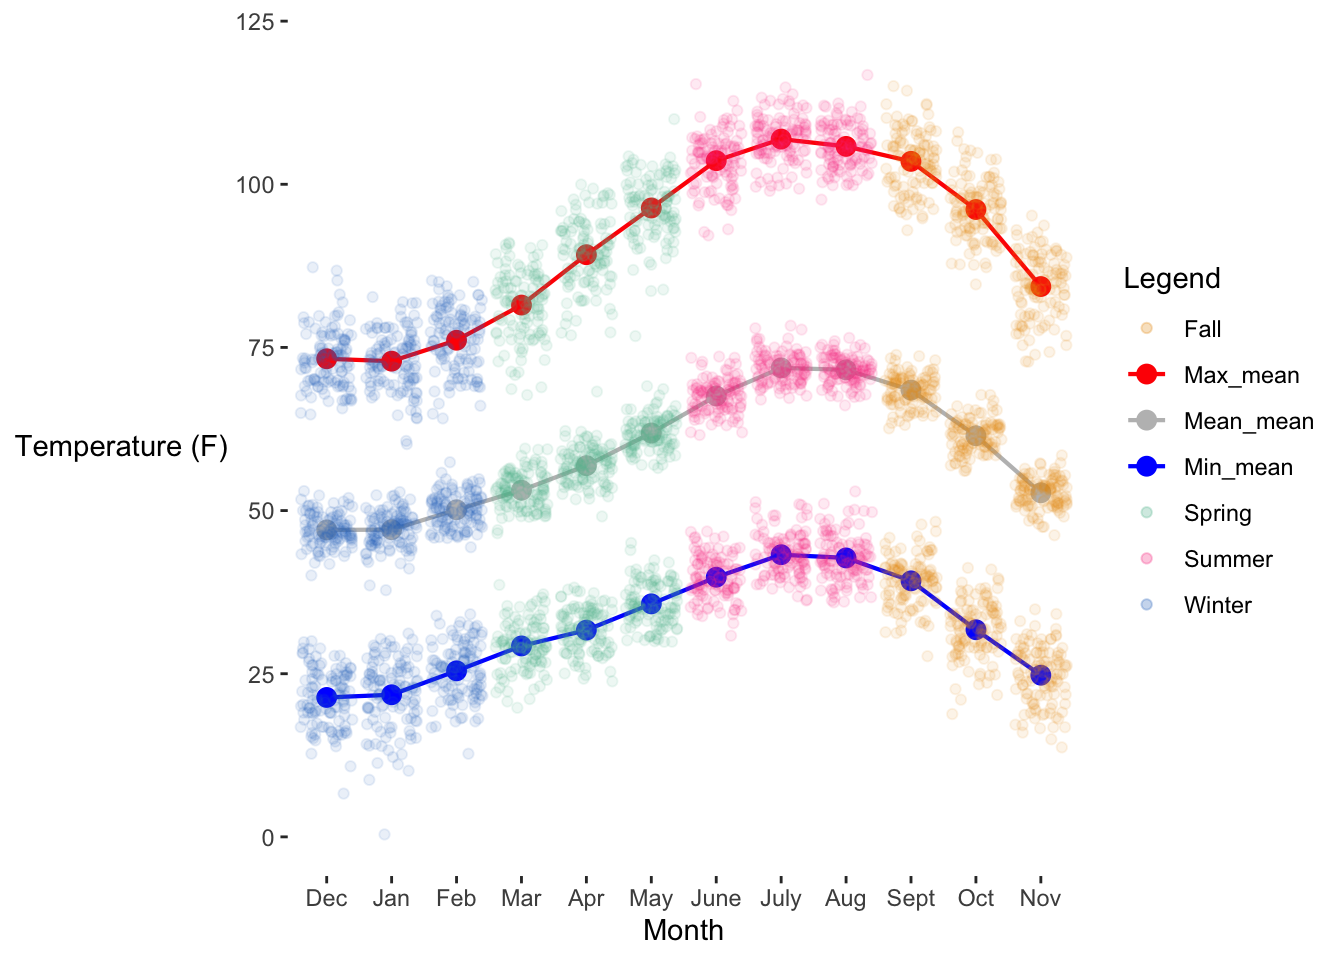 125
100
75
50
25
0
Temperature (F)
Dec Jan Feb Mar Apr May June July Aug Sept Oct Nov
Month
Legend
Fall
Max_mean
Mean_mean
Min_mean
Spring
Summer
Winter